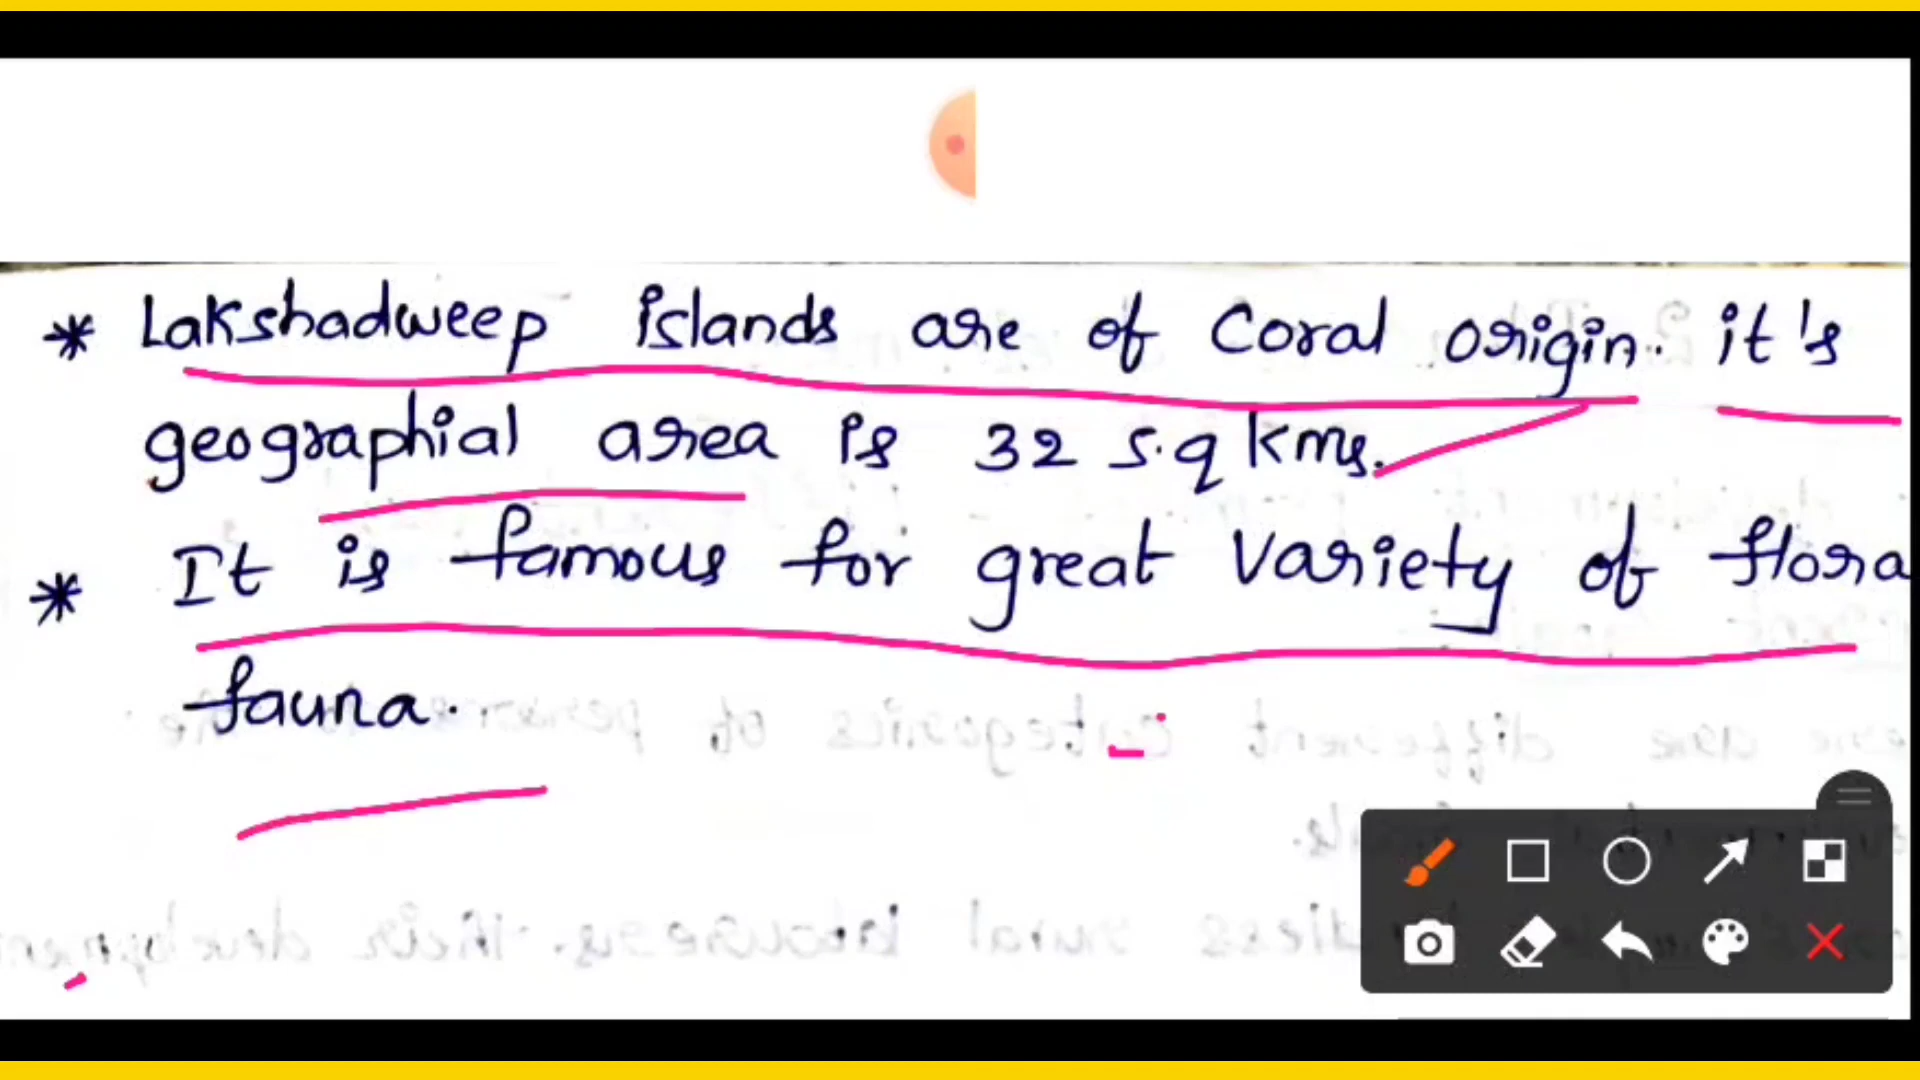 * Lakshadweep islands are of Coral origin. it's
geographial area is 32 s.q kms.
* It is famous for great variety of flora
fauna.